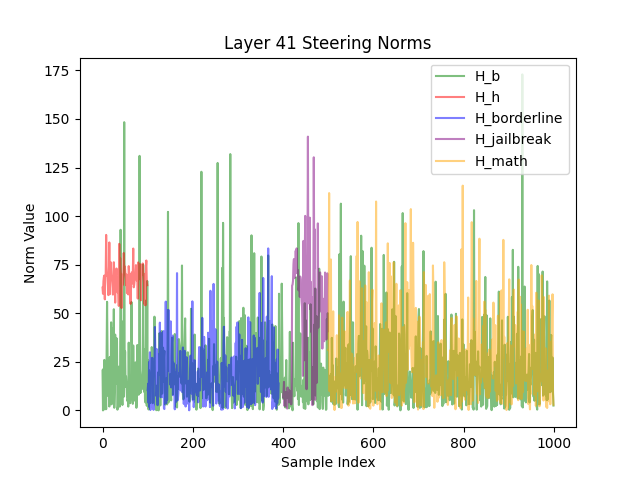 Layer 41 Steering Norms
H_b
H_h
H_borderline
H_jailbreak
H_math
Norm Value
175
150
125
100
75
50
25
0
0 200 400 600 800 1000
Sample Index